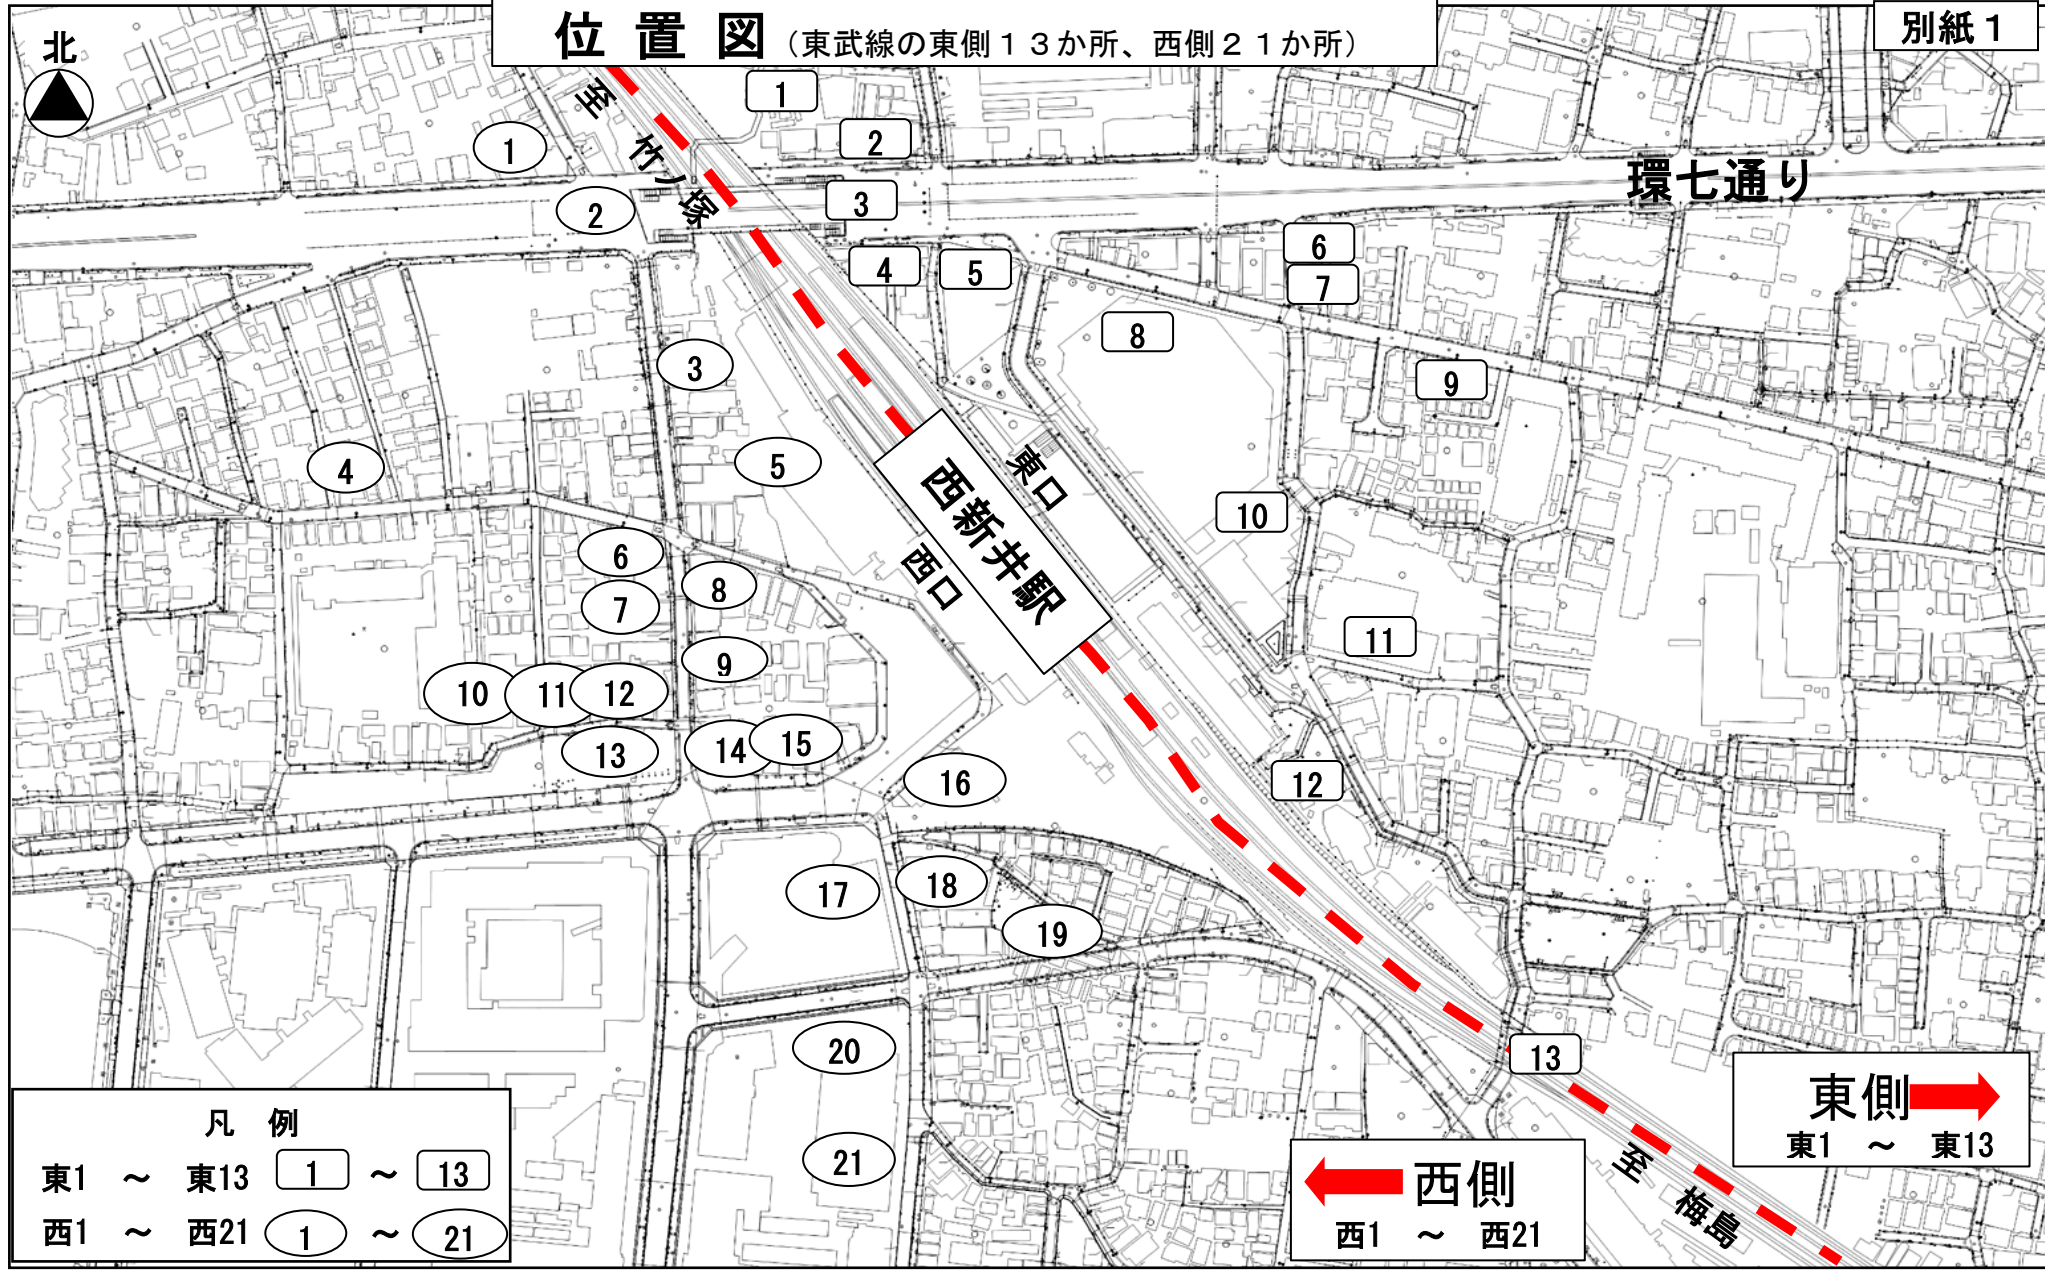 位置図（東武線の東側１３か所、西側２１か所）
別紙１
北
至 竹ノ塚
環七通り
1
2
3
4
5
6
7
8
9
10
11
12
13
1
2
3
4
5
6
7
8
9
10
11
12
13
14
15
16
17
18
19
20
21
東口
西新井駅
西口
凡例
東1 ～ 東13 1 ～ 13
西1 ～ 西21 1 ～ 21
西側
西1 ～ 西21
東側
東1 ～ 東13
至 梅島